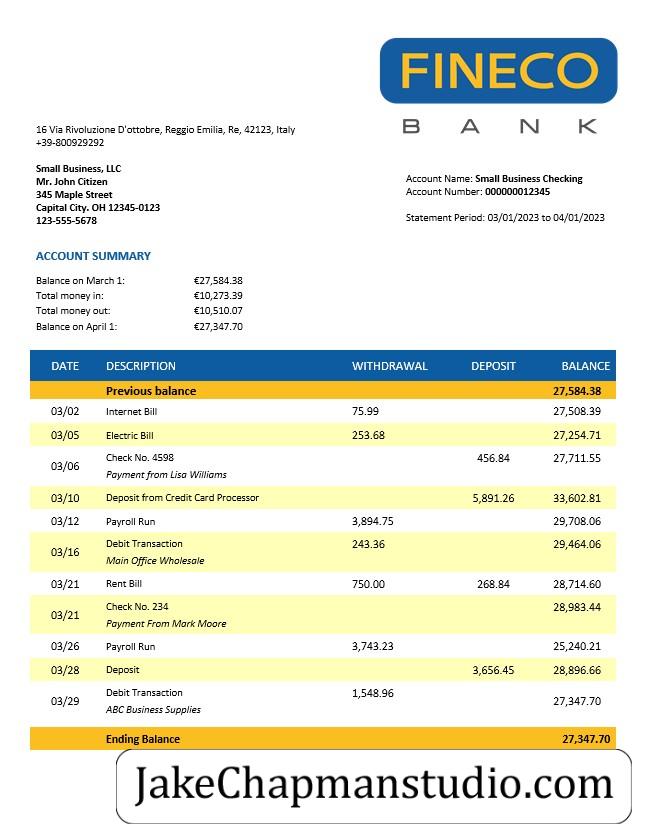 FINECO
BANK
16 Via Rivoluzione D'ottobre, Reggio Emilia, Re, 42123, Italy
+39-800929292
Small Business, LLC
Mr. John Citizen
345 Maple Street
Capital City. OH 12345-0123
123-555-5678
Account Name: Small Business Checking
Account Number: 000000012345
Statement Period: 03/01/2023 to 04/01/2023
ACCOUNT SUMMARY
Balance on March 1: €27,584.38
Total money in: €10,273.39
Total money out: €10,510.07
Balance on April 1: €27,347.70
DATE DESCRIPTION WITHDRAWAL DEPOSIT BALANCE
Previous balance 27,584.38
03/02 Internet Bill 75.99 27,508.39
03/05 Electric Bill 253.68 27,254.71
03/06 Check No. 4598 456.84 27,711.55
Payment from Lisa Williams
03/10 Deposit from Credit Card Processor 5,891.26 33,602.81
03/12 Payroll Run 3,894.75 29,708.06
03/16 Debit Transaction 243.36 29,464.06
Main Office Wholesale
03/21 Rent Bill 750.00 268.84 28,714.60
03/21 Check No. 234 28,983.44
Payment From Mark Moore
03/26 Payroll Run 3,743.23 25,240.21
03/28 Deposit 3,656.45 28,896.66
03/29 Debit Transaction 1,548.96 27,347.70
ABC Business Supplies
Ending Balance 27,347.70
JakeChapmanstudio.com